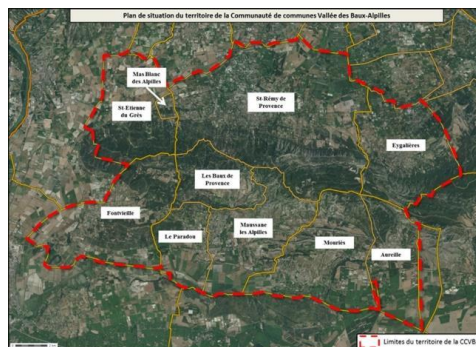 Plan de situation du territoire de la Communauté de communes Vallée des Baux-Alpilles
Mas Blanc
des Alpilles
St-Etienne
du Grès
St-Rémy de
Provence
Eygalières
Les Baux de
Provence
Fontvieille
Le Paradou
Maussane
les Alpilles
Mouriès
Aureille
Limites du territoire de la CCVB